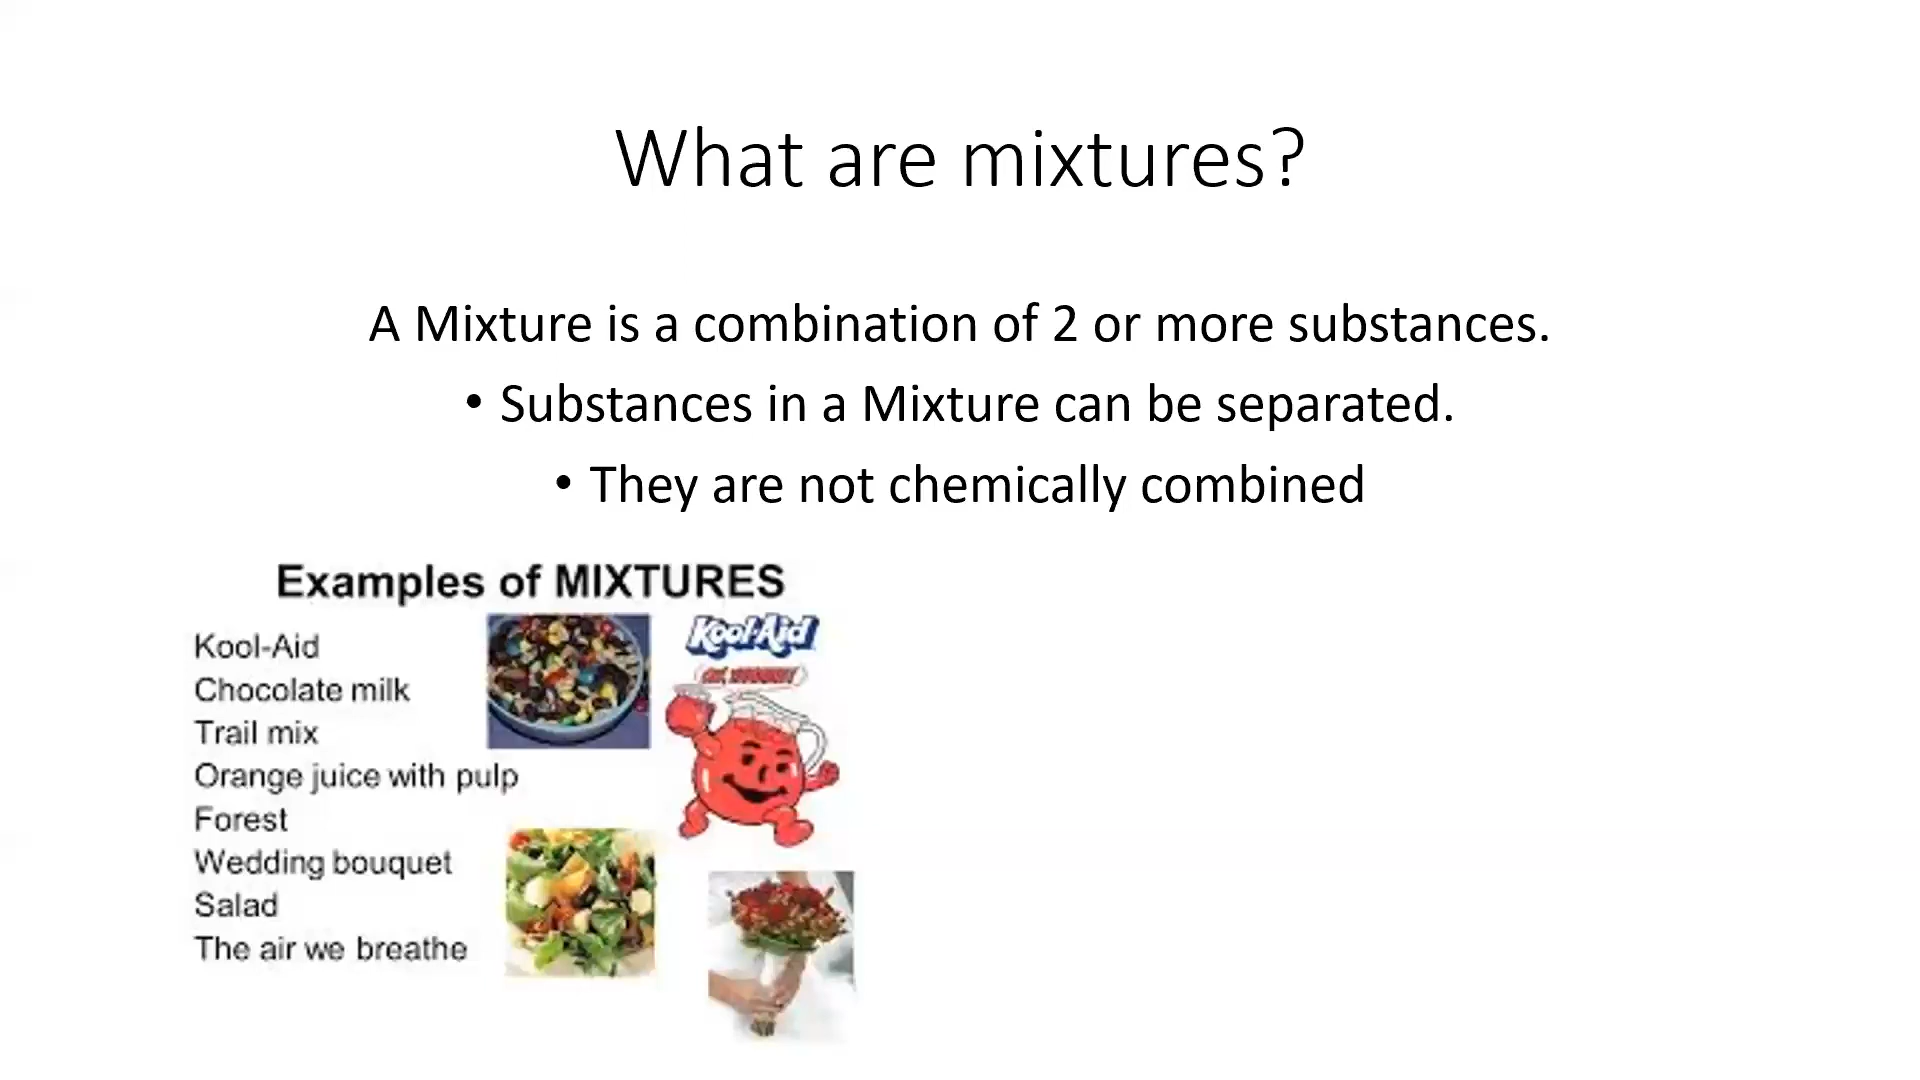 What are mixtures?
A Mixture is a combination of 2 or more substances.
• Substances in a Mixture can be separated.
• They are not chemically combined
Examples of MIXTURES
Kool-Aid
Chocolate milk
Trail mix
Orange juice with pulp
Forest
Wedding bouquet
Salad
The air we breathe
Kool-Aid